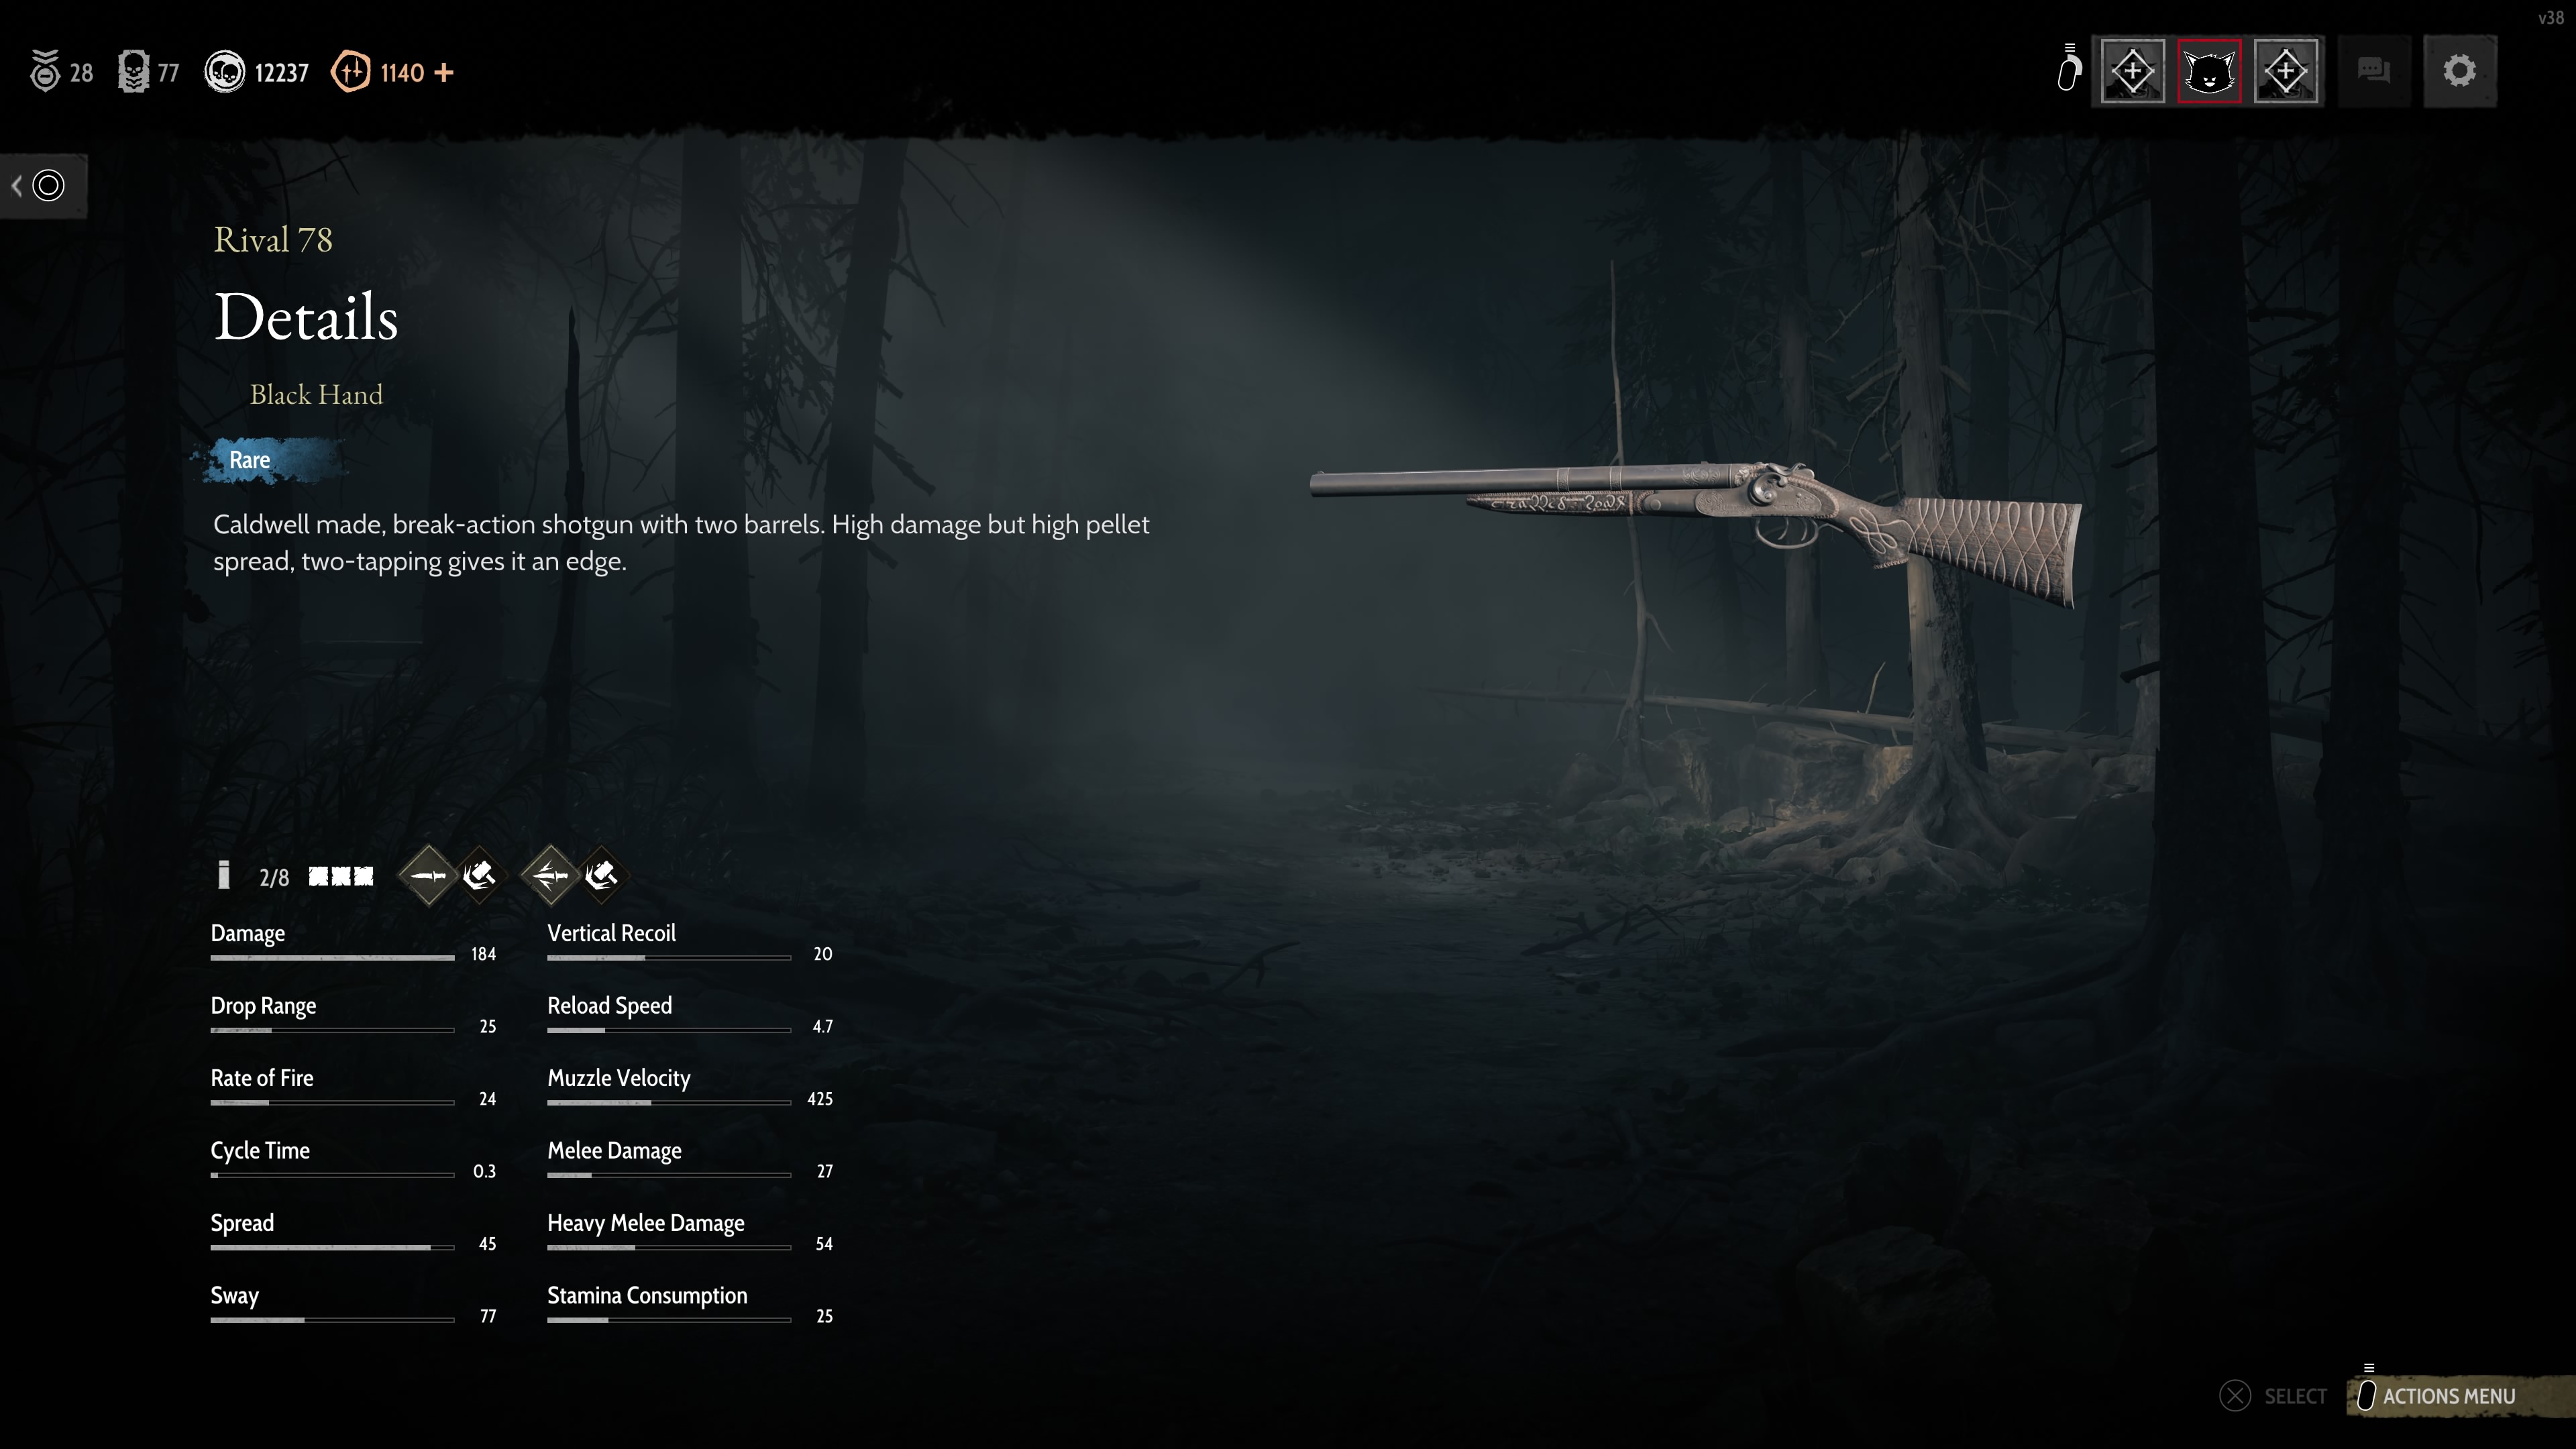 v38
28
77
12237
1140 +
Rival 78
Details
Black Hand
Rare
Caldwell made, break-action shotgun with two barrels. High damage but high pellet
spread, two-tapping gives it an edge.
2/8
Damage
184
Drop Range
25
Rate of Fire
24
Cycle Time
0.3
Spread
45
Sway
77
Vertical Recoil
20
Reload Speed
4.7
Muzzle Velocity
425
Melee Damage
27
Heavy Melee Damage
54
Stamina Consumption
25
SELECT
ACTIONS MENU